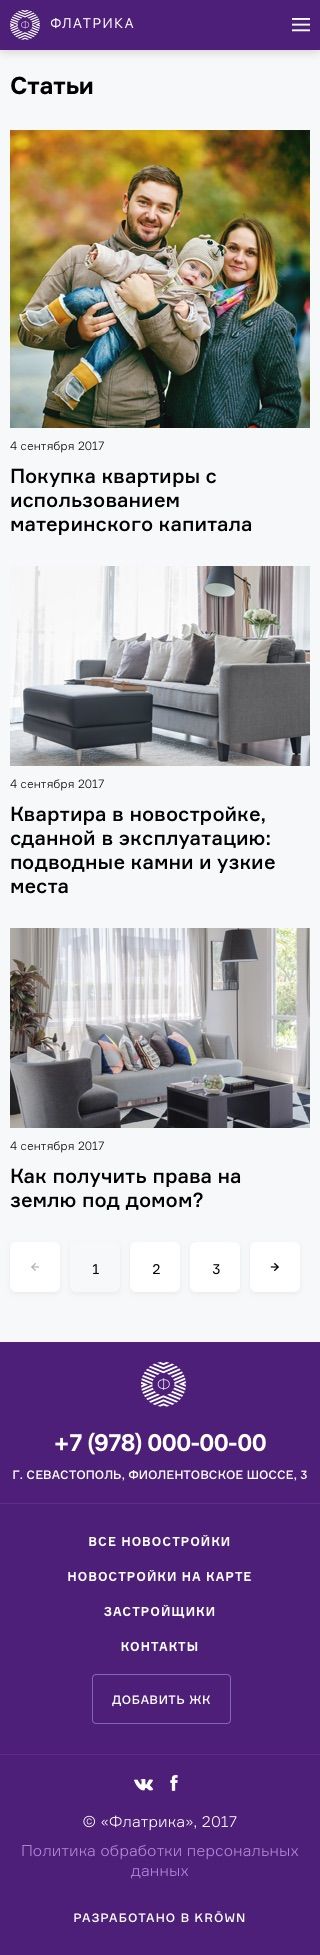 ФЛАТРИКА
Статьи
4 сентября 2017
Покупка квартиры с
использованием
материнского капитала
4 сентября 2017
Квартира в новостройке,
сданной в эксплуатацию:
подводные камни и узкие
места
4 сентября 2017
Как получить права на
землю под домом?
← 1 2 3 →
+7 (978) 000-00-00
Г. СЕВАСТОПОЛЬ, ФИОЛЕНТОВСКОЕ ШОССЕ, 3
ВСЕ НОВОСТРОЙКИ
НОВОСТРОЙКИ НА КАРТЕ
ЗАСТРОЙЩИКИ
КОНТАКТЫ
ДОБАВИТЬ ЖК
© «Флатрика», 2017
Политика обработки персональных
данных
РАЗРАБОТАНО В KRŌWN